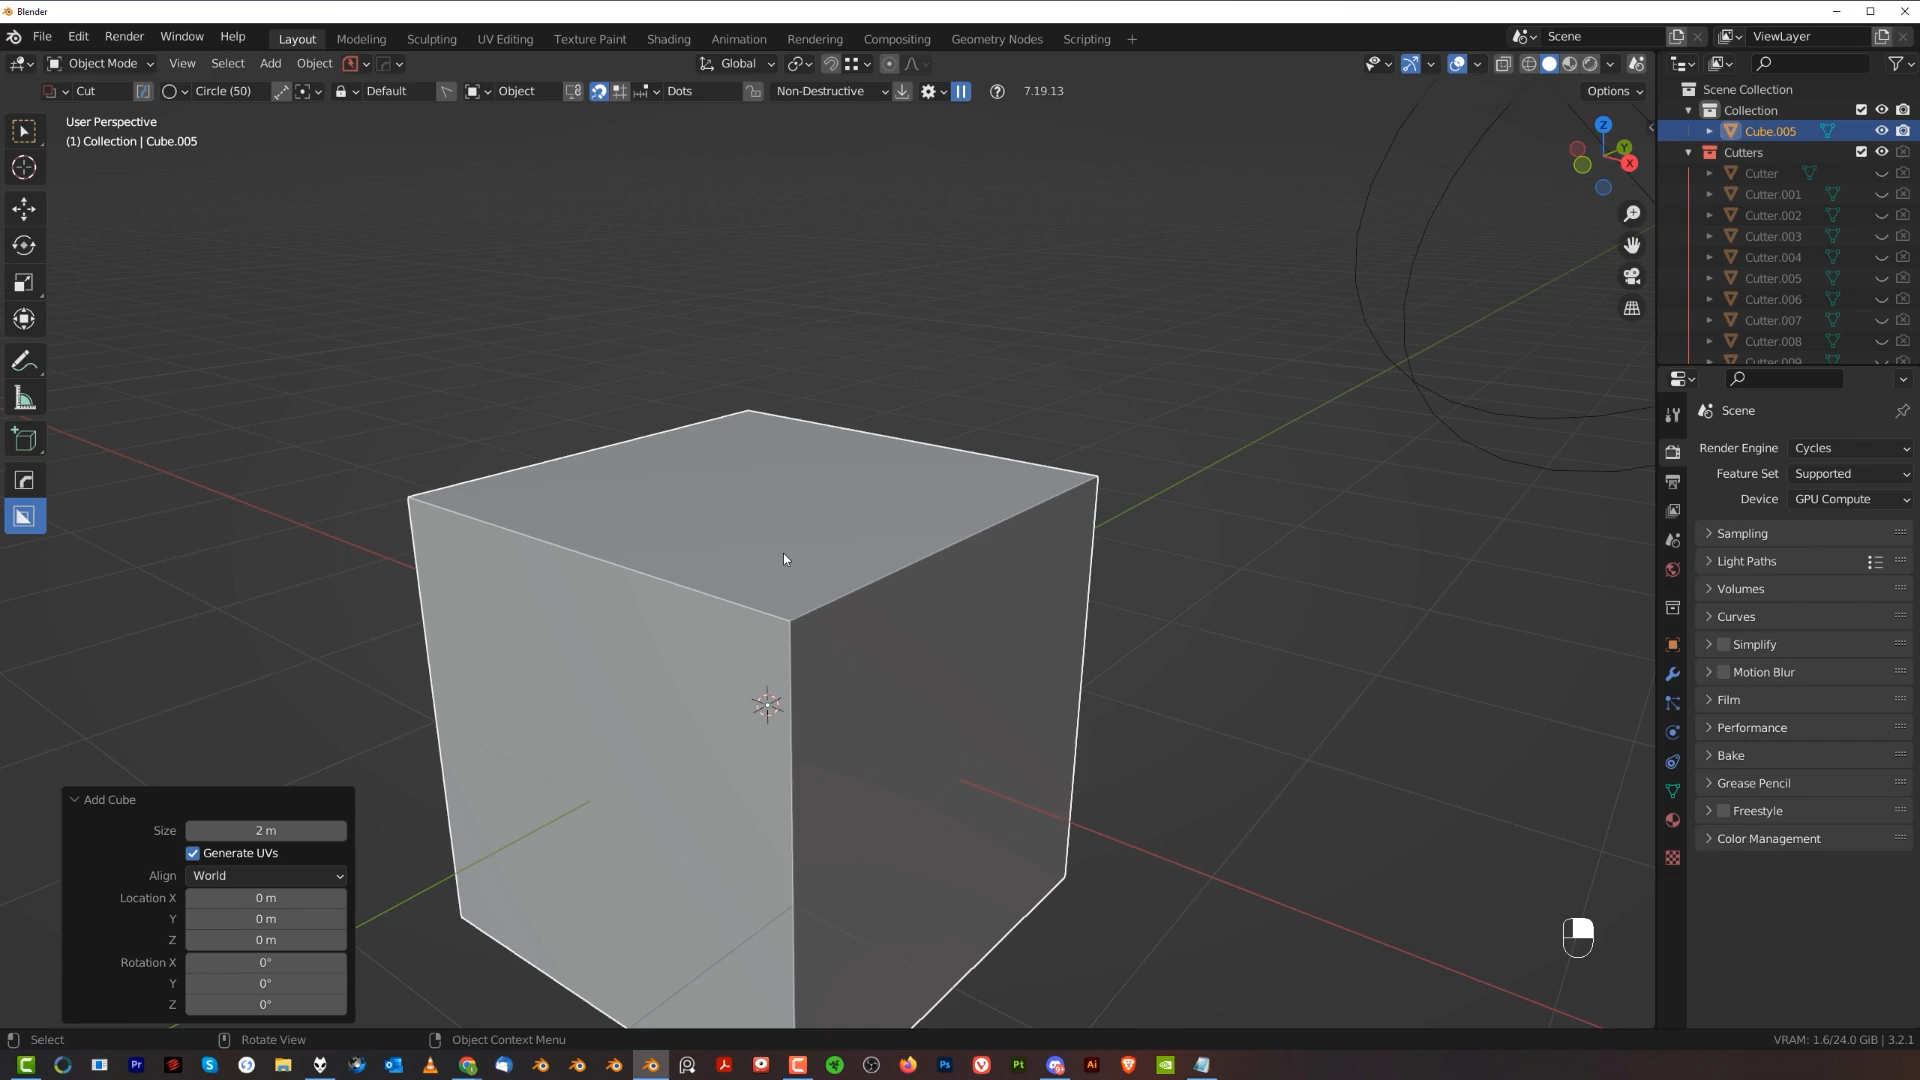 Blender
File Edit Render Window Help Layout Modeling Sculpting UV Editing Texture Paint Shading Animation Rendering Compositing Geometry Nodes Scripting + Scene ViewLayer
Object Mode View Select Add Object Global
Cut Circle (50) Default Object Dots Non-Destructive 7.19.13 Options
User Perspective
(1) Collection | Cube.005
Z
Y
X
Scene Collection
Collection
Cube.005
Cutters
Cutter
Cutter.001
Cutter.002
Cutter.003
Cutter.004
Cutter.005
Cutter.006
Cutter.007
Cutter.008
Cutter.009
Scene
Render Engine Cycles
Feature Set Supported
Device GPU Compute
Sampling
Light Paths
Volumes
Curves
Simplify
Motion Blur
Film
Performance
Bake
Grease Pencil
Freestyle
Color Management
Add Cube
Size 2 m
Generate UVs
Align World
Location X 0 m
Y 0 m
Z 0 m
Rotation X 0°
Y 0°
Z 0°
Select Rotate View Object Context Menu VRAM: 1.6/24.0 GiB | 3.2.1
Pr
S
Ps
Pt
Ai